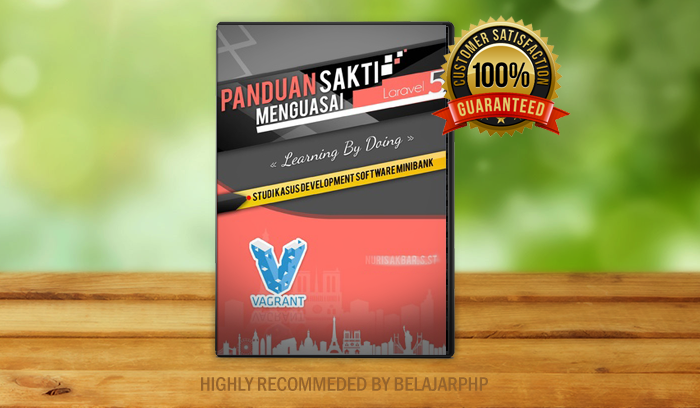 PANDUAN SAKTI
MENGUASAI
Laravel 5
« Learning By Doing »
STUDI KASUS DEVELOPMENT SOFTWARE MINIBANK
VAGRANT
CUSTOMER SATISFACTION
100%
GUARANTEED
HIGHLY RECOMMEDED BY BELAJARPHP